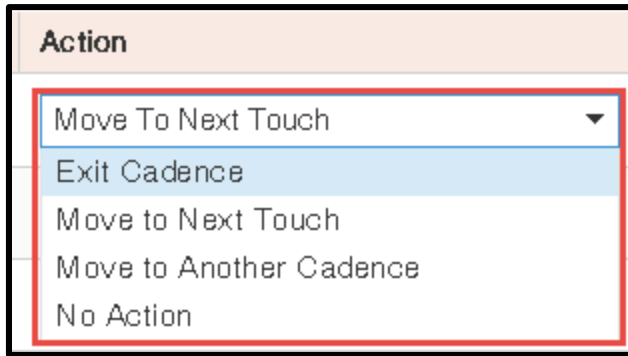 Action
Move To Next Touch
Exit Cadence
Move to Next Touch
Move to Another Cadence
No Action